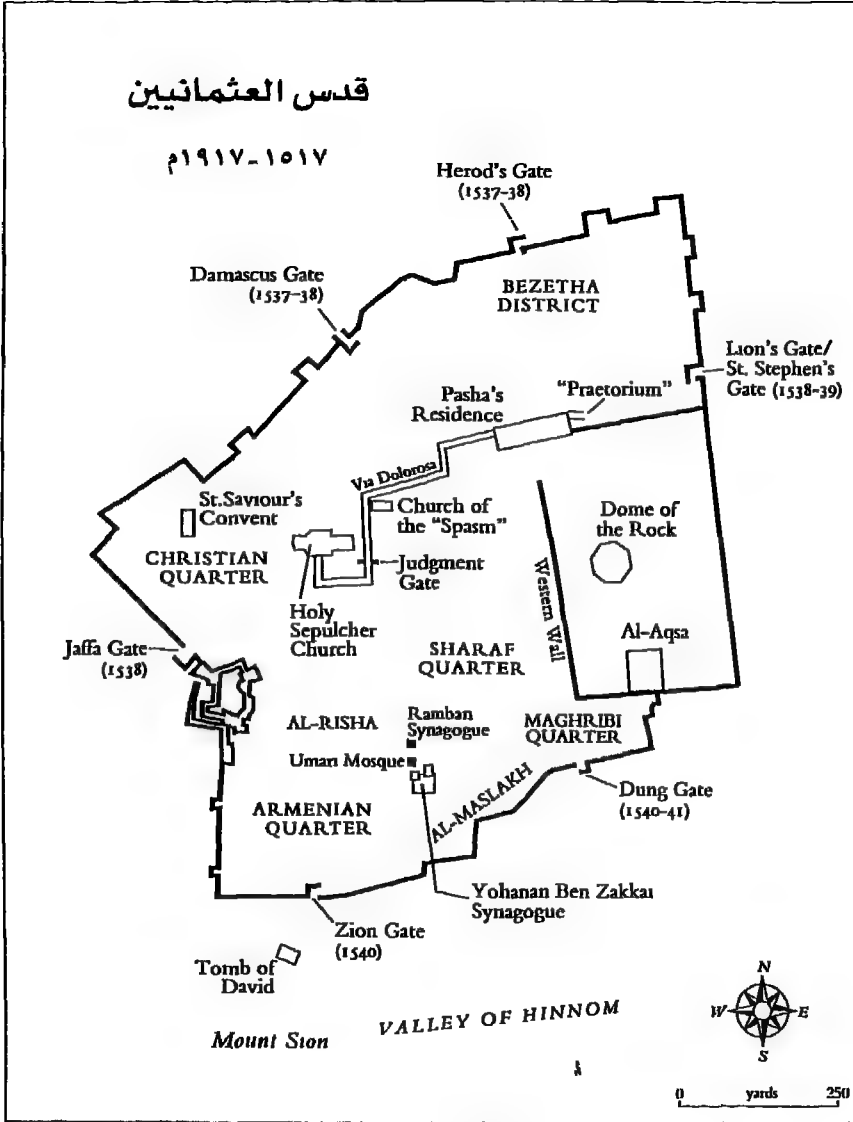 قدس العثمانيين
١٥١٧-١٩١٧م
Herod's Gate
(1537-38)
Damascus Gate
(1537-38)
BEZETHA
DISTRICT
Lion's Gate/
St. Stephen's
Gate (1538-39)
Pasha's
Residence
"Praetorium"
Via Dolorosa
St.Saviour's
Convent
Church of
the "Spasm"
Dome of
the Rock
CHRISTIAN
QUARTER
Judgment
Gate
Western Wall
Holy
Sepulcher
Church
Jaffa Gate
(1538)
SHARAF
QUARTER
Al-Aqsa
AL-RISHA
Ramban
Synagogue
MAGHRIBI
QUARTER
Umari Mosque
Dung Gate
(1540-41)
ARMENIAN
QUARTER
AL-MASLAKH
Yohanan Ben Zakkai
Synagogue
Zion Gate
(1540)
Tomb of
David
Mount Sion
VALLEY OF HINNOM
N
W E
S
0 yards 250